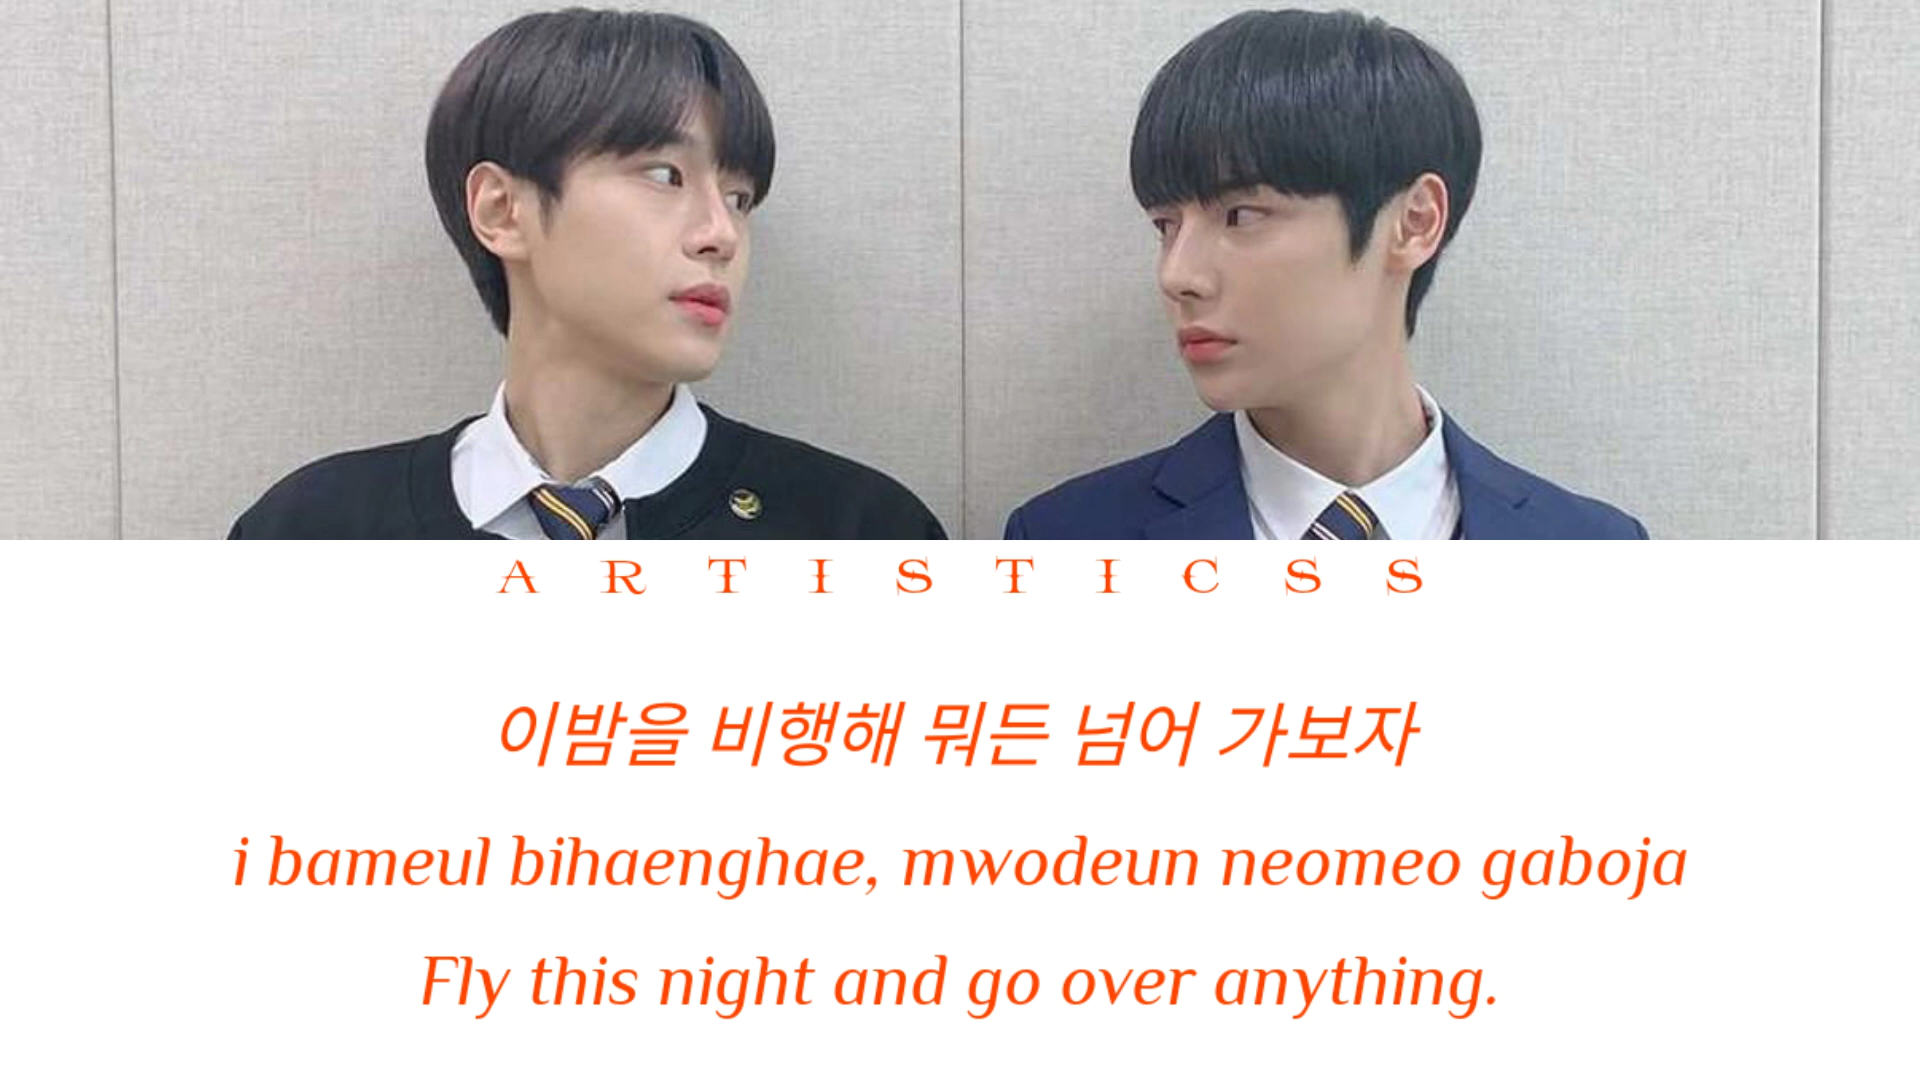 ARTISTICSS
이밤을 비행해 뭐든 넘어 가보자
i bameul bihaenghae, mwodeun neomeo gaboja
Fly this night and go over anything.